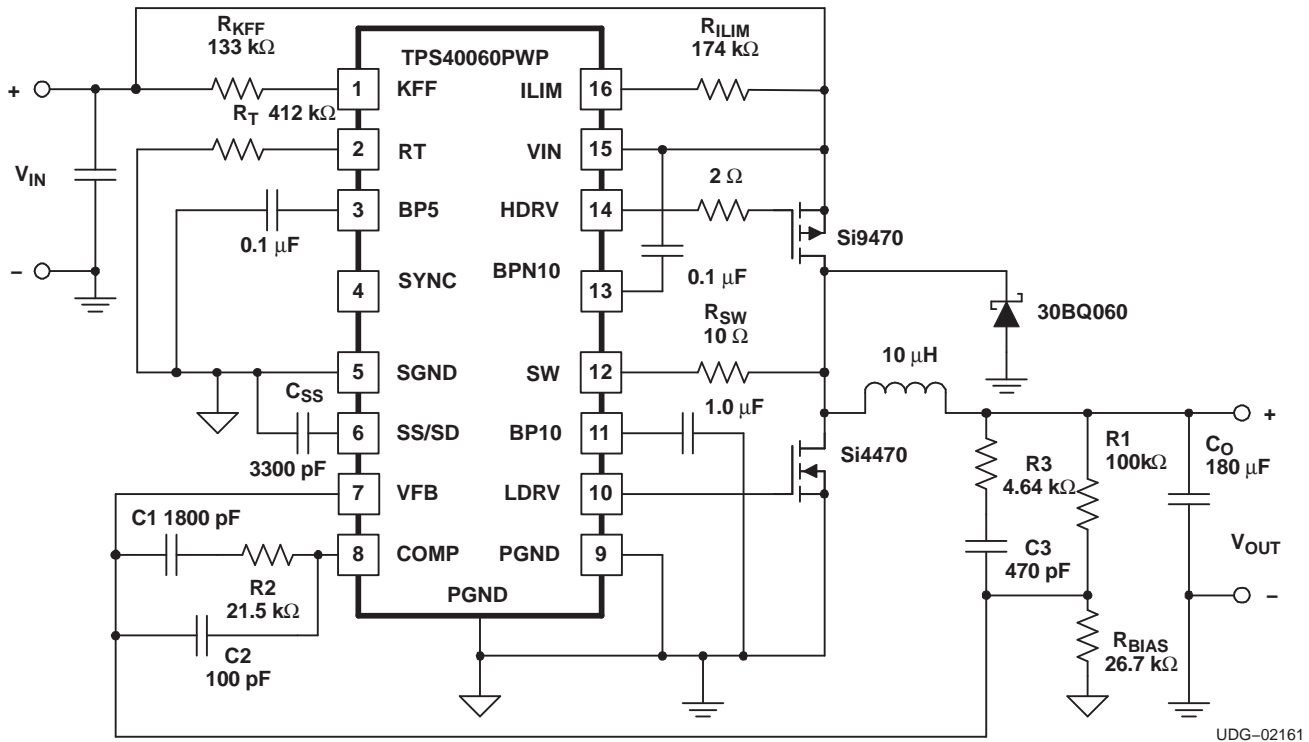 R_KFF
133 kΩ
R_ILIM
174 kΩ
TPS40060PWP
+
1
KFF
ILIM
16
R_T 412 kΩ
2
RT
VIN
15
V_IN
2 Ω
3
BP5
HDRV
14
0.1 µF
Si9470
–
4
SYNC
BPN10
13
0.1 µF
R_SW
10 Ω
30BQ060
10 µH
5
SGND
SW
12
C_SS
1.0 µF
+
6
SS/SD
BP10
11
3300 pF
Si4470
R3
4.64 kΩ
R1
100kΩ
C_O
180 µF
7
VFB
LDRV
10
C1 1800 pF
8
COMP
PGND
9
C3
470 pF
V_OUT
R2
21.5 kΩ
PGND
–
C2
100 pF
R_BIAS
26.7 kΩ
UDG–02161